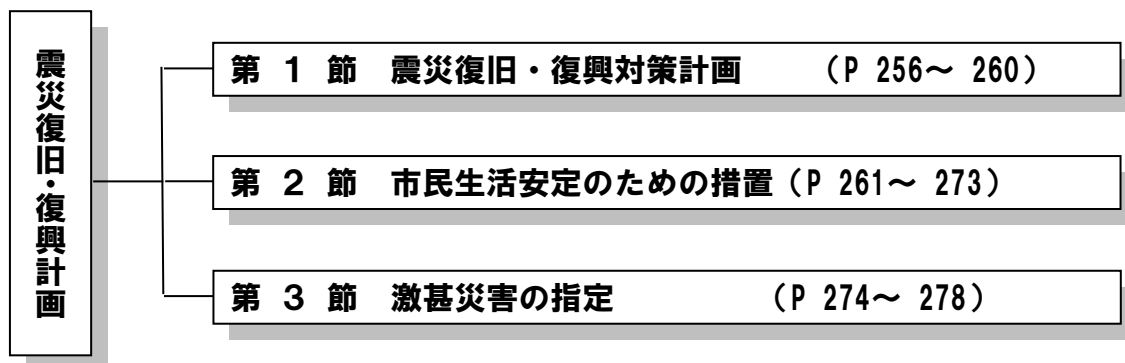 震災復旧・復興計画
第 1 節 震災復旧・復興対策計画 （P 256～ 260）
第 2 節 市民生活安定のための措置（P 261～ 273）
第 3 節 激甚災害の指定 （P 274～ 278）